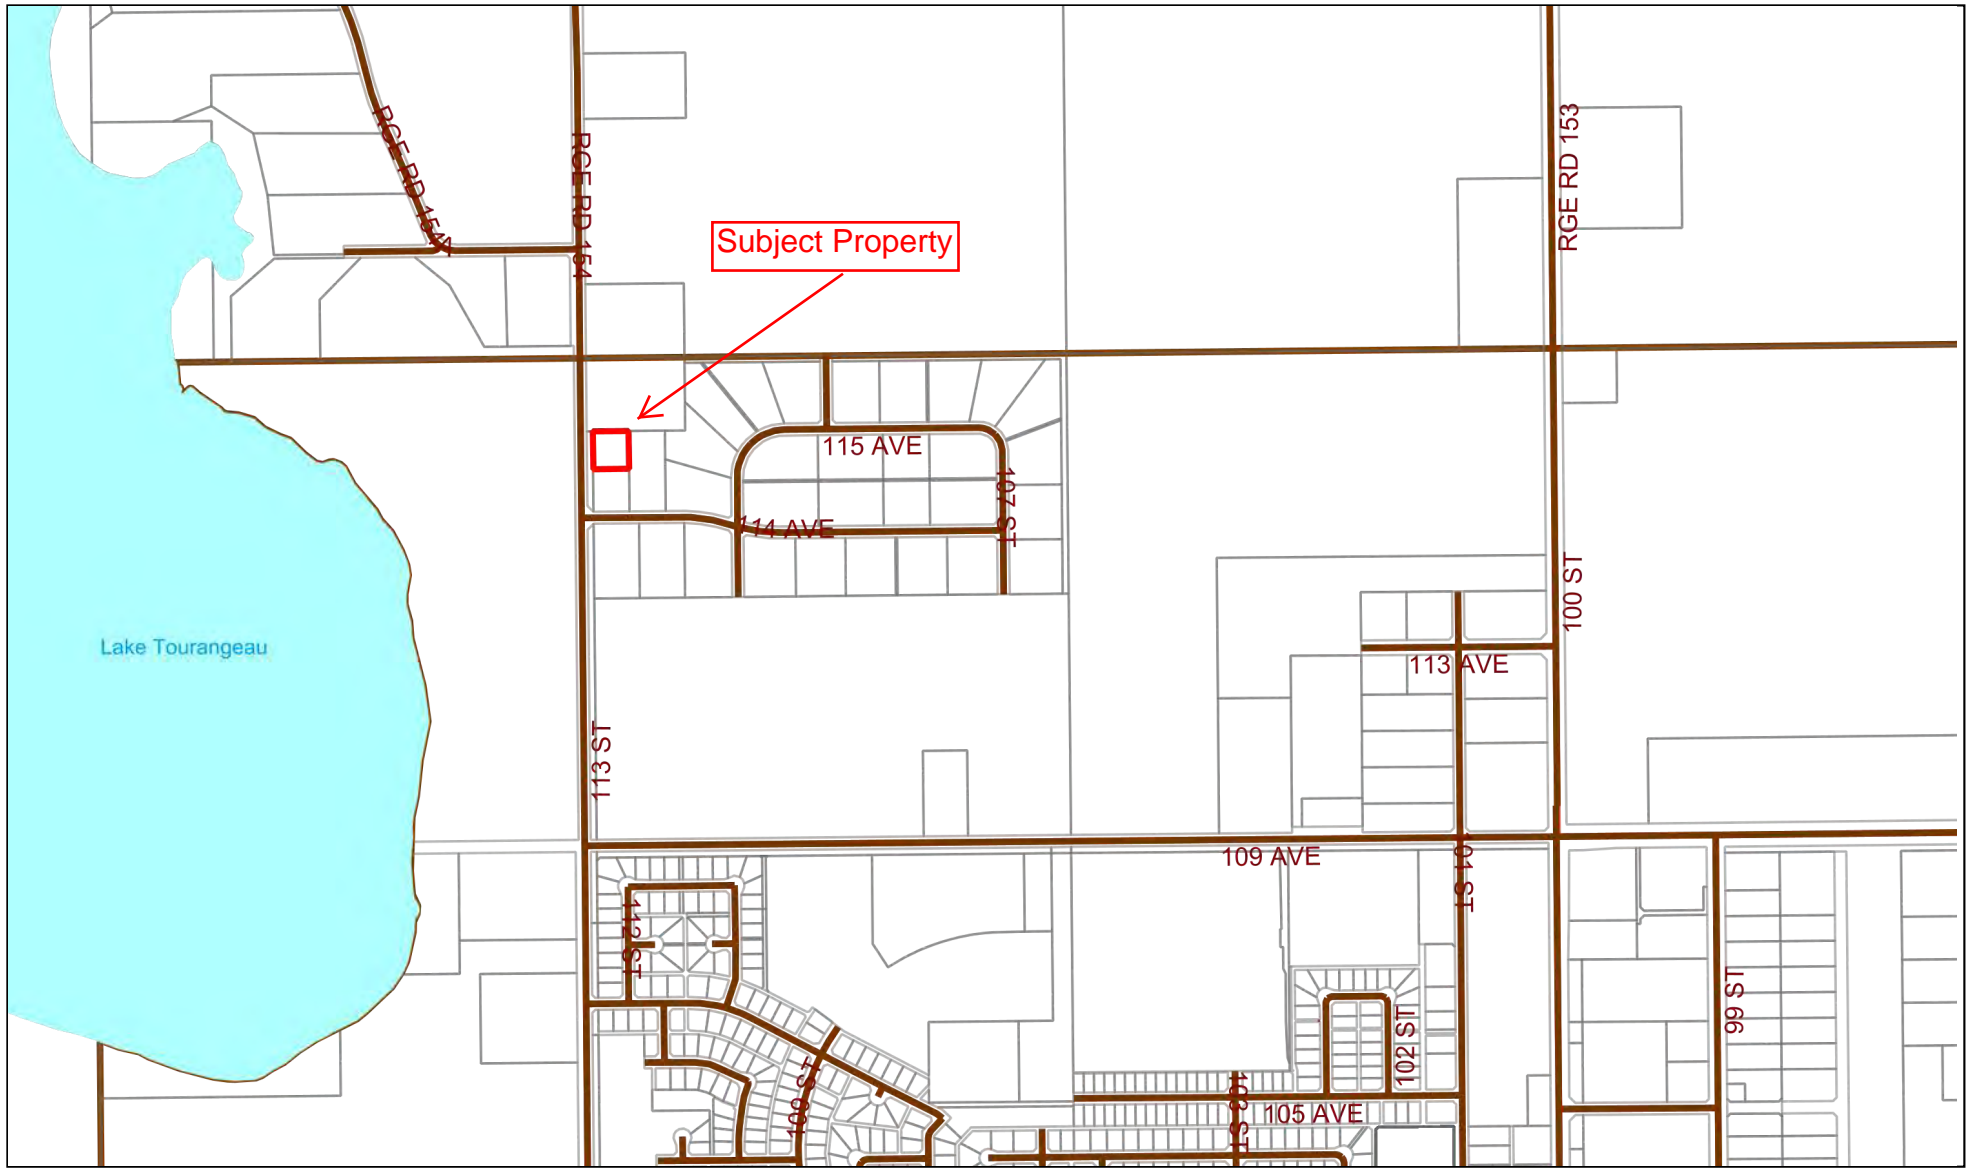 RGE RD 154A
RGE RD 154
RGE RD 153
Subject Property
115 AVE
107 ST
114 AVE
100 ST
Lake Tourangeau
113 AVE
113 ST
109 AVE
101 ST
112 ST
99 ST
102 ST
109 ST
103 ST
105 AVE